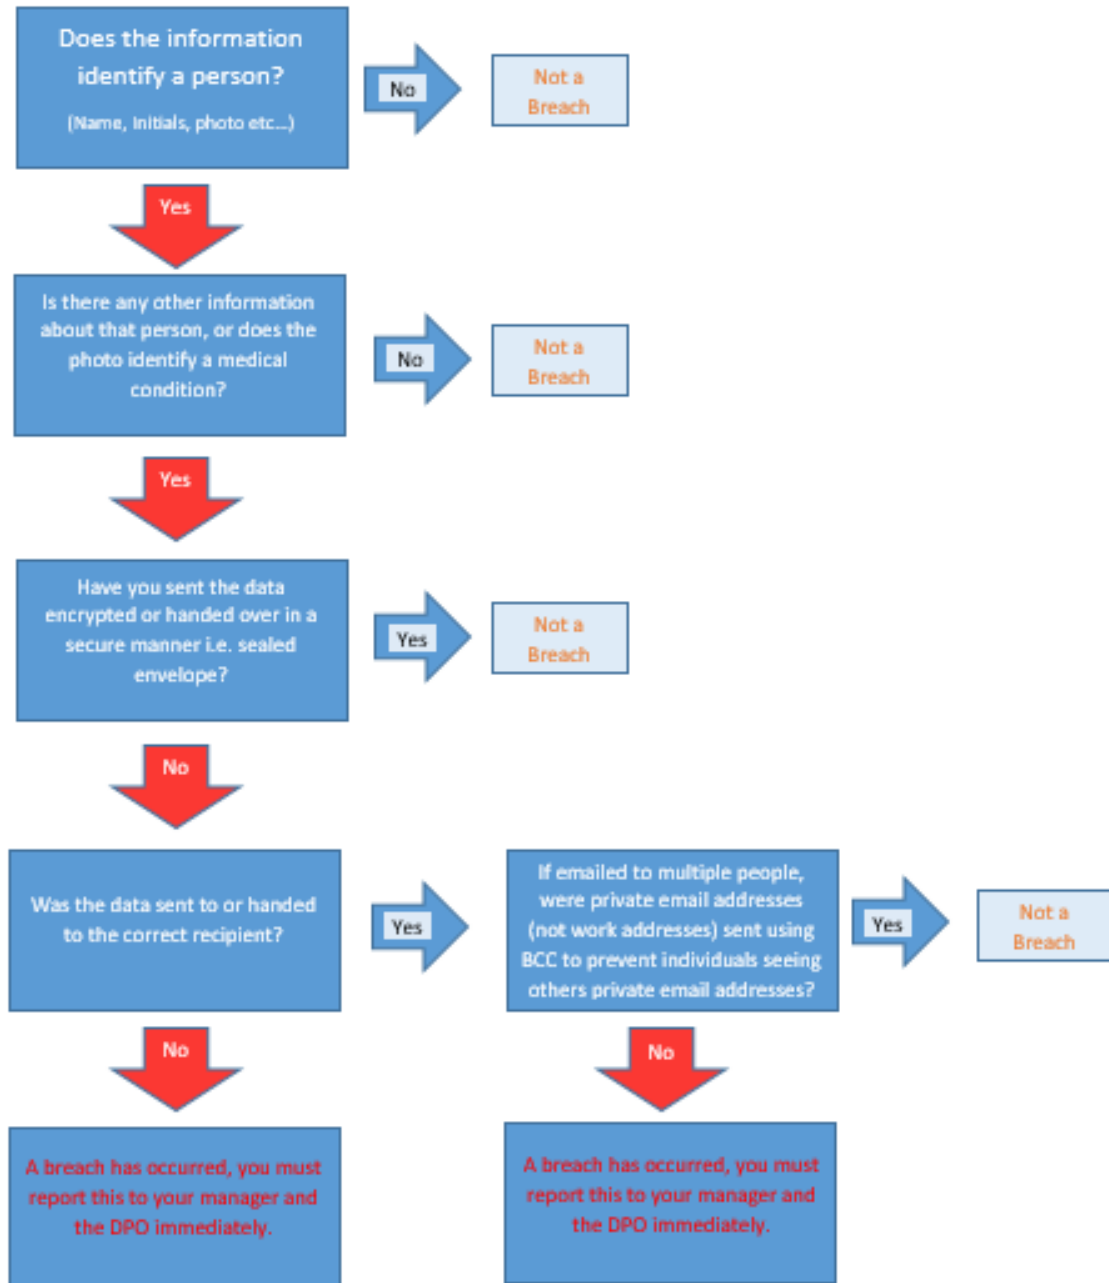 Does the information
identify a person?
(Name, Initials, photo etc...)
No
Not a
Breach
Yes
Is there any other information
about that person, or does the
photo identify a medical
condition?
No
Not a
Breach
Yes
Have you sent the data
encrypted or handed over in a
secure manner i.e. sealed
envelope?
Yes
Not a
Breach
No
Was the data sent to or handed
to the correct recipient?
Yes
If emailed to multiple people,
were private email addresses
(not work addresses) sent using
BCC to prevent individuals seeing
others private email addresses?
Yes
Not a
Breach
No
No
A breach has occurred, you must
report this to your manager and
the DPO immediately.
A breach has occurred, you must
report this to your manager and
the DPO immediately.